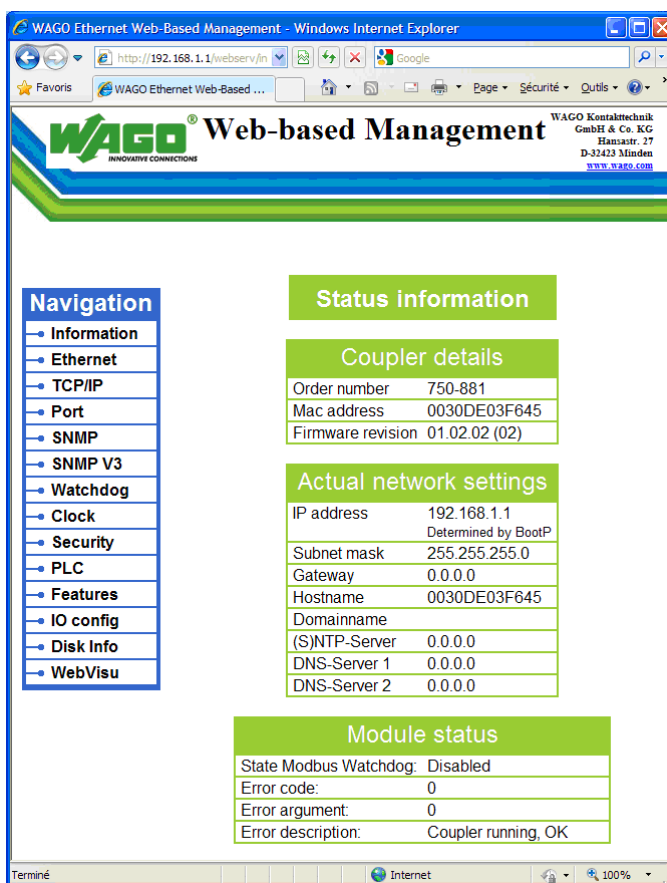 WAGO Ethernet Web-Based Management - Windows Internet Explorer
http://192.168.1.1/webserv/in
Google
Favoris
WAGO Ethernet Web-Based ...
Page
Sécurité
Outils
»
WAGO®
INNOVATIVE CONNECTIONS
Web-based Management
WAGO Kontakttechnik
GmbH & Co. KG
Hansastr. 27
D-32423 Minden
www.wago.com
Navigation
Information
Ethernet
TCP/IP
Port
SNMP
SNMP V3
Watchdog
Clock
Security
PLC
Features
IO config
Disk Info
WebVisu
Status information
Coupler details
Order number 750-881
Mac address 0030DE03F645
Firmware revision 01.02.02 (02)
Actual network settings
IP address 192.168.1.1
Determined by BootP
Subnet mask 255.255.255.0
Gateway 0.0.0.0
Hostname 0030DE03F645
Domainname
(S)NTP-Server 0.0.0.0
DNS-Server 1 0.0.0.0
DNS-Server 2 0.0.0.0
Module status
State Modbus Watchdog: Disabled
Error code: 0
Error argument: 0
Error description: Coupler running, OK
Terminé
Internet
100%